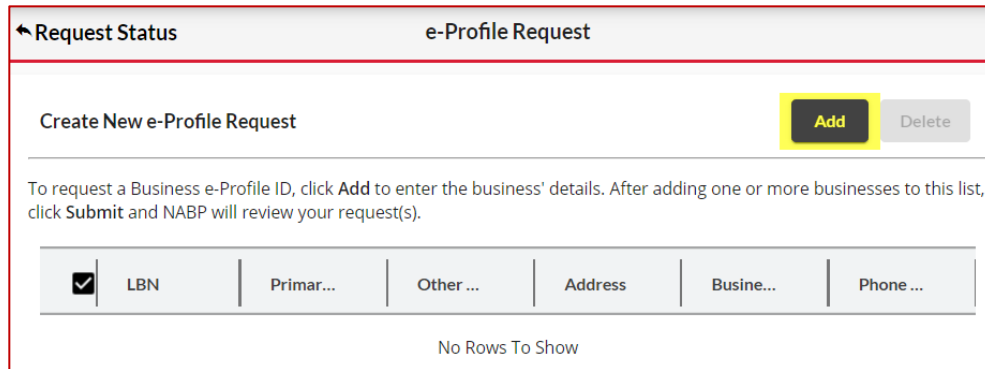 Request Status e-Profile Request
Create New e-Profile Request Add Delete
To request a Business e-Profile ID, click Add to enter the business' details. After adding one or more businesses to this list,
click Submit and NABP will review your request(s).
LBN Primar... Other ... Address Busine... Phone ...
No Rows To Show